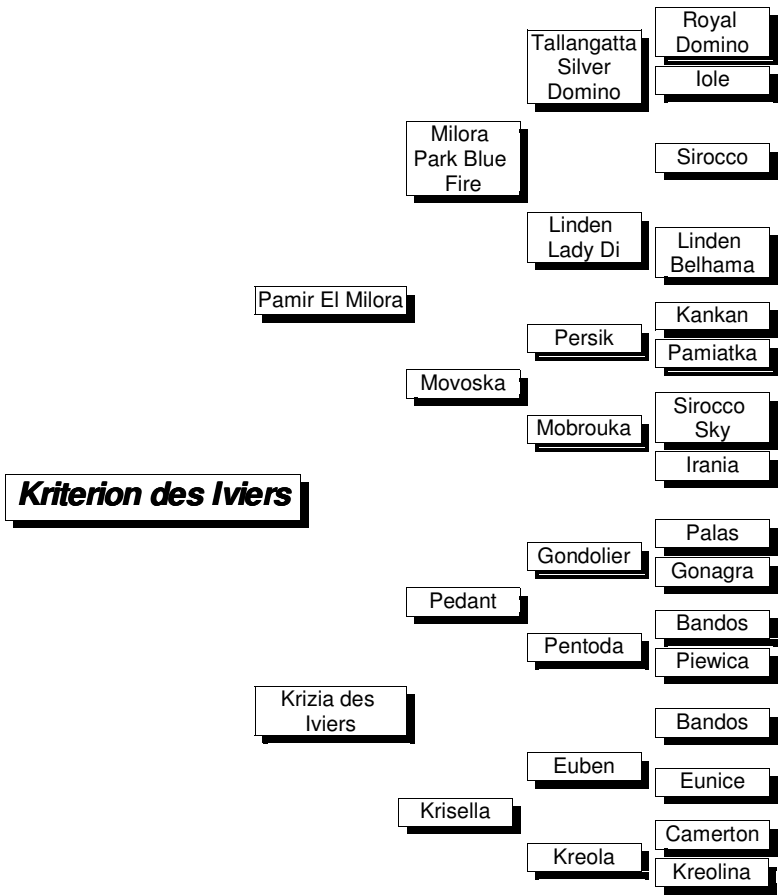 Royal
Domino
Tallangatta
Silver
Domino
Iole
Milora
Park Blue
Fire
Sirocco
Linden
Lady Di
Linden
Belhama
Pamir El Milora
Kankan
Persik
Pamiatka
Movoska
Sirocco
Sky
Mobrouka
Irania
Kriterion des Iviers
Palas
Gondolier
Gonagra
Pedant
Bandos
Pentoda
Piewica
Krizia des
Iviers
Bandos
Euben
Eunice
Krisella
Camerton
Kreola
Kreolina